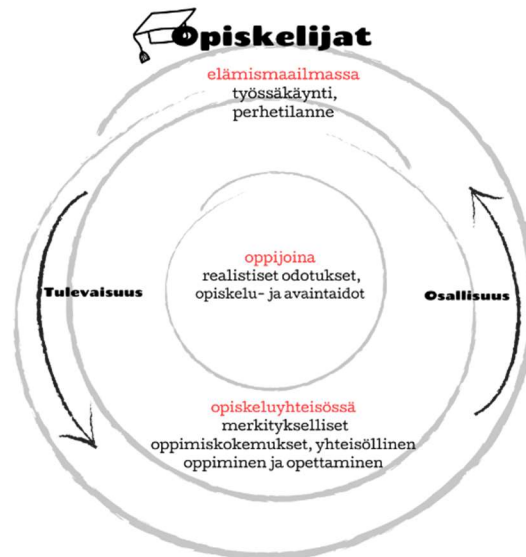 Opiskelijat
elämismaailmassa
työssäkäynti,
perhetilanne
oppijoina
realistiset odotukset,
opiskelu- ja avaintaidot
Tulevaisuus
Osallisuus
opiskeluyhteisössä
merkitykselliset
oppimiskokemukset, yhteisöllinen
oppiminen ja opettaminen